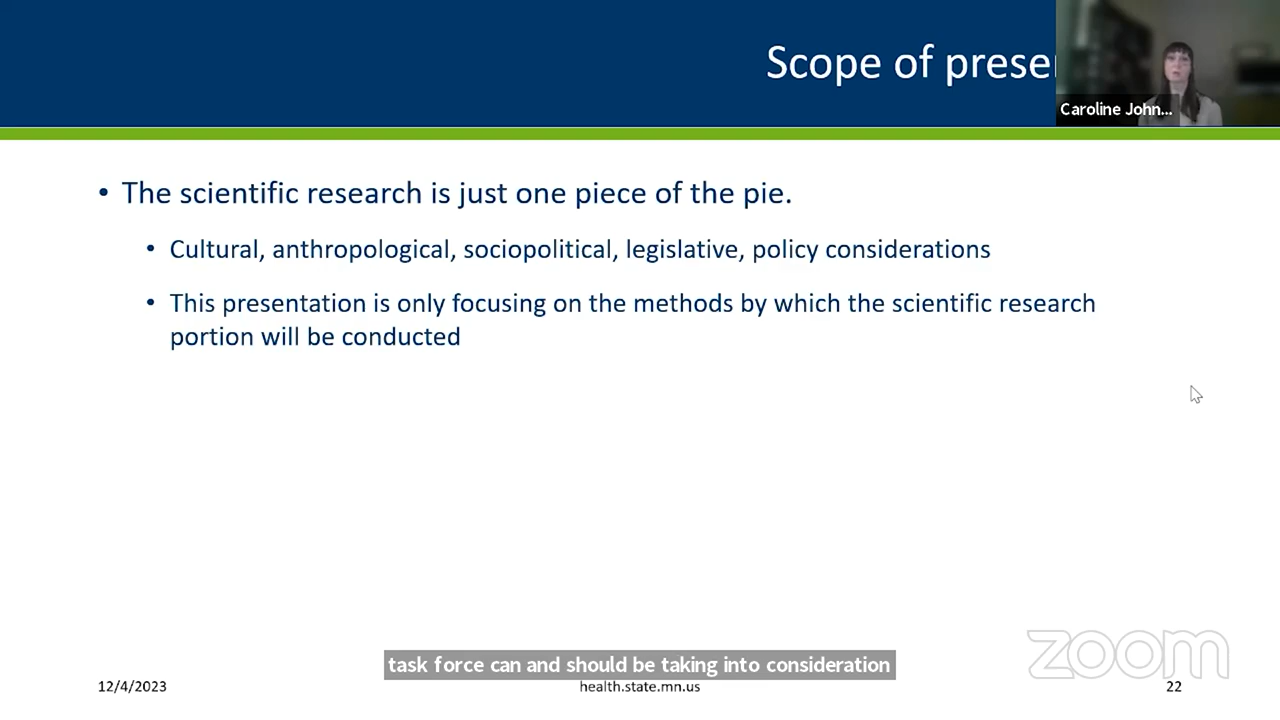 Scope of prese
Caroline John...
• The scientific research is just one piece of the pie.
• Cultural, anthropological, sociopolitical, legislative, policy considerations
• This presentation is only focusing on the methods by which the scientific research
portion will be conducted
task force can and should be taking into consideration
zoom
12/4/2023
health.state.mn.us
22